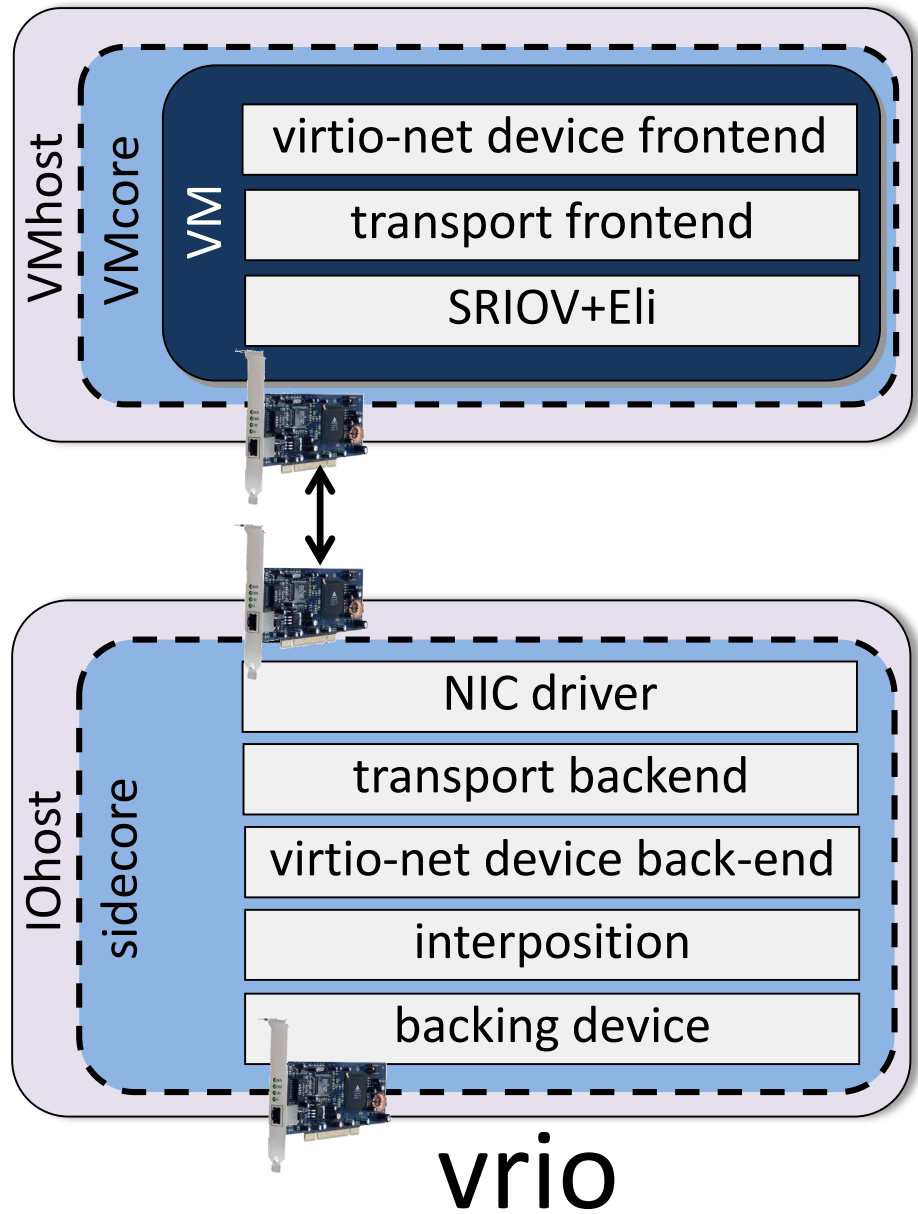 VMhost
VMcore
VM
virtio-net device frontend
transport frontend
SRIOV+Eli
IOhost
sidecore
NIC driver
transport backend
virtio-net device back-end
interposition
backing device
vrio